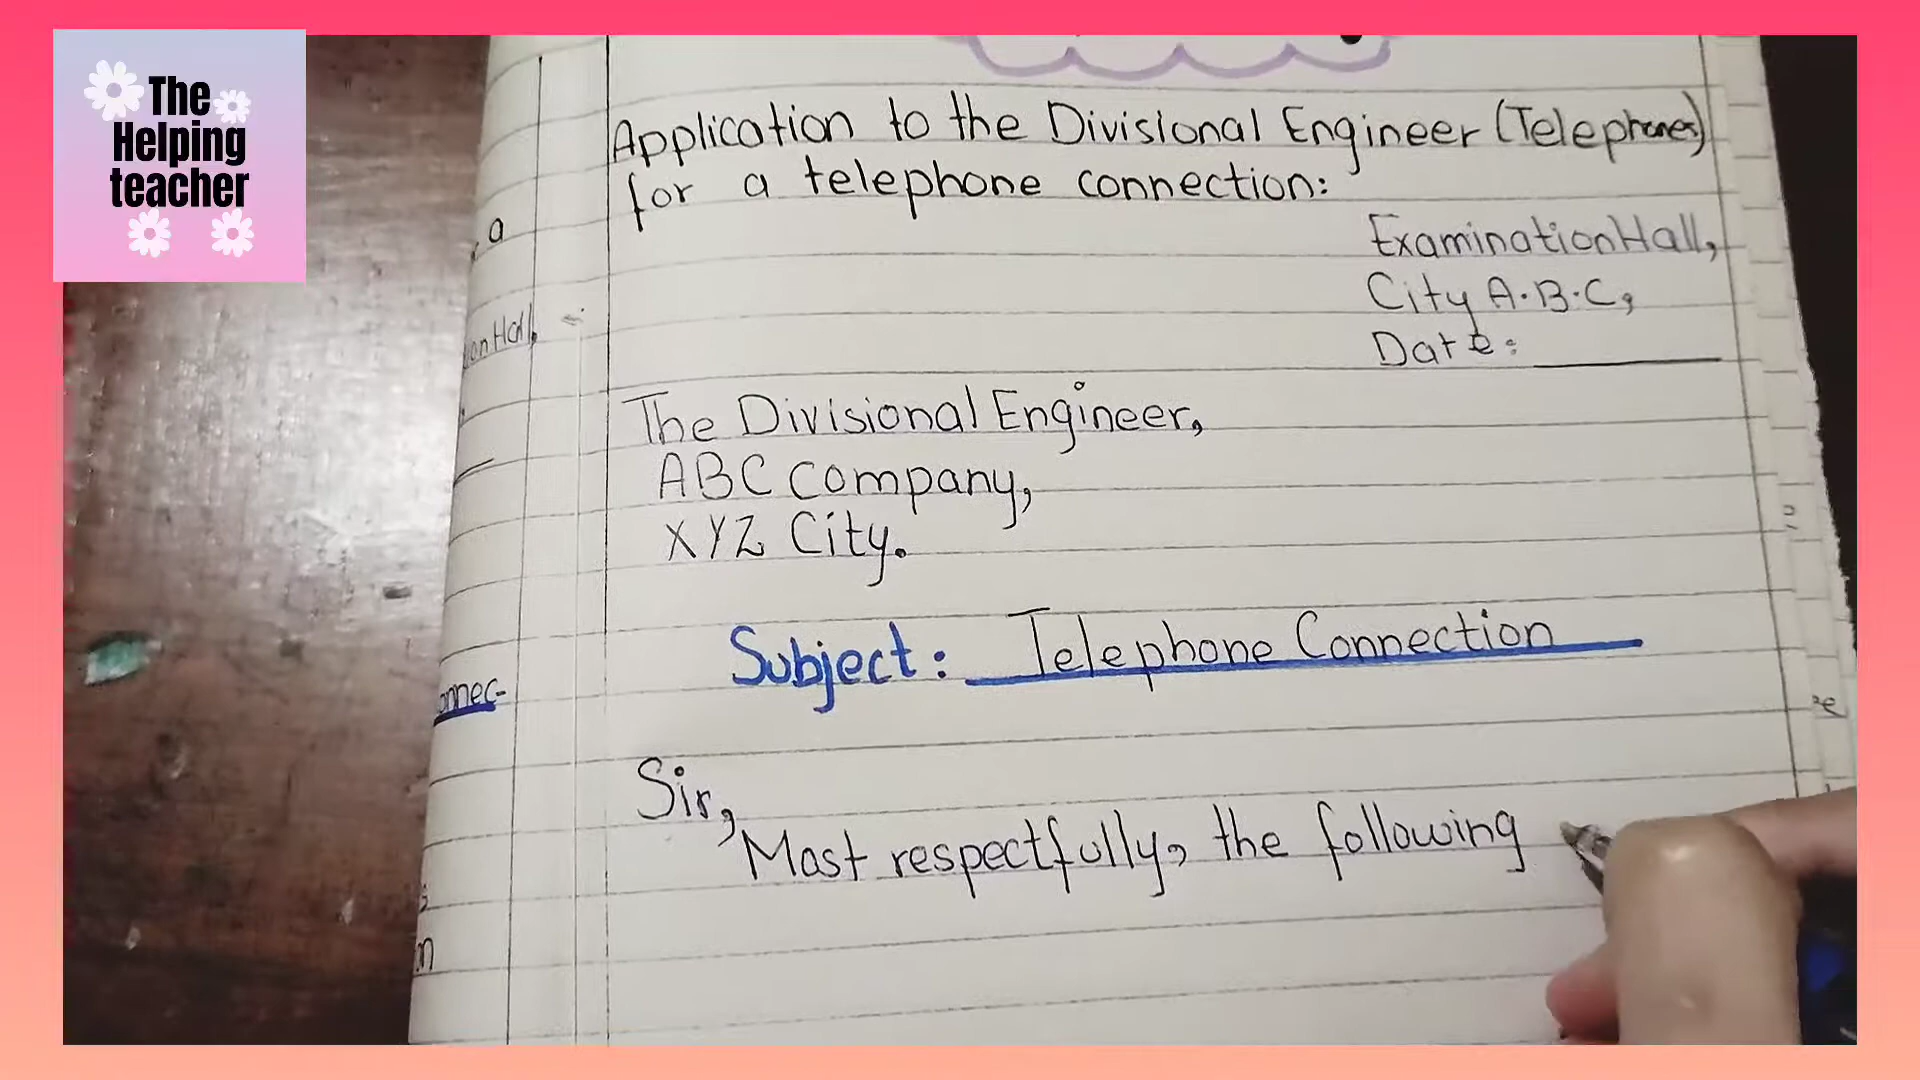 The
Helping
teacher
Application to the Divisional Engineer (Telephones)
for a telephone connection:
Examination Hall,
City A.B.C,
Date:
The Divisional Engineer,
ABC company,
XYZ City.
Subject: Telephone Connection
Sir,
Most respectfully, the following
a
onnec-